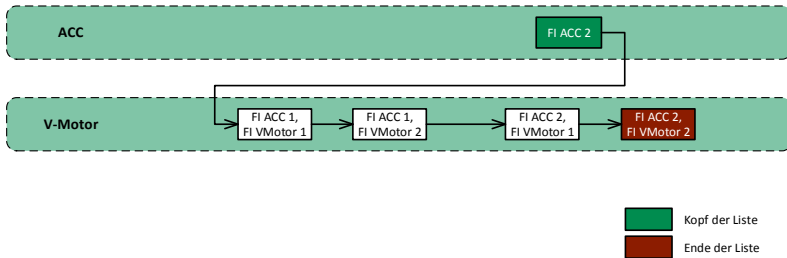 ACC
FI ACC 2
V-Motor
FI ACC 1,
FI VMotor 1
FI ACC 1,
FI VMotor 2
FI ACC 2,
FI VMotor 1
FI ACC 2,
FI VMotor 2
Kopf der Liste
Ende der Liste